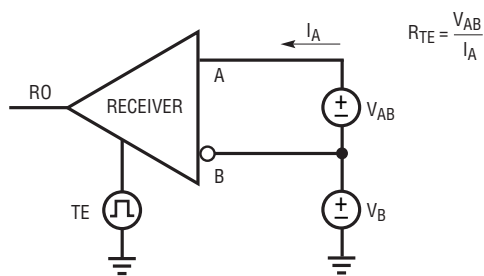 I_A
R_TE = V_AB / I_A
A
RO
RECEIVER
+
−
V_AB
B
TE
+
−
V_B